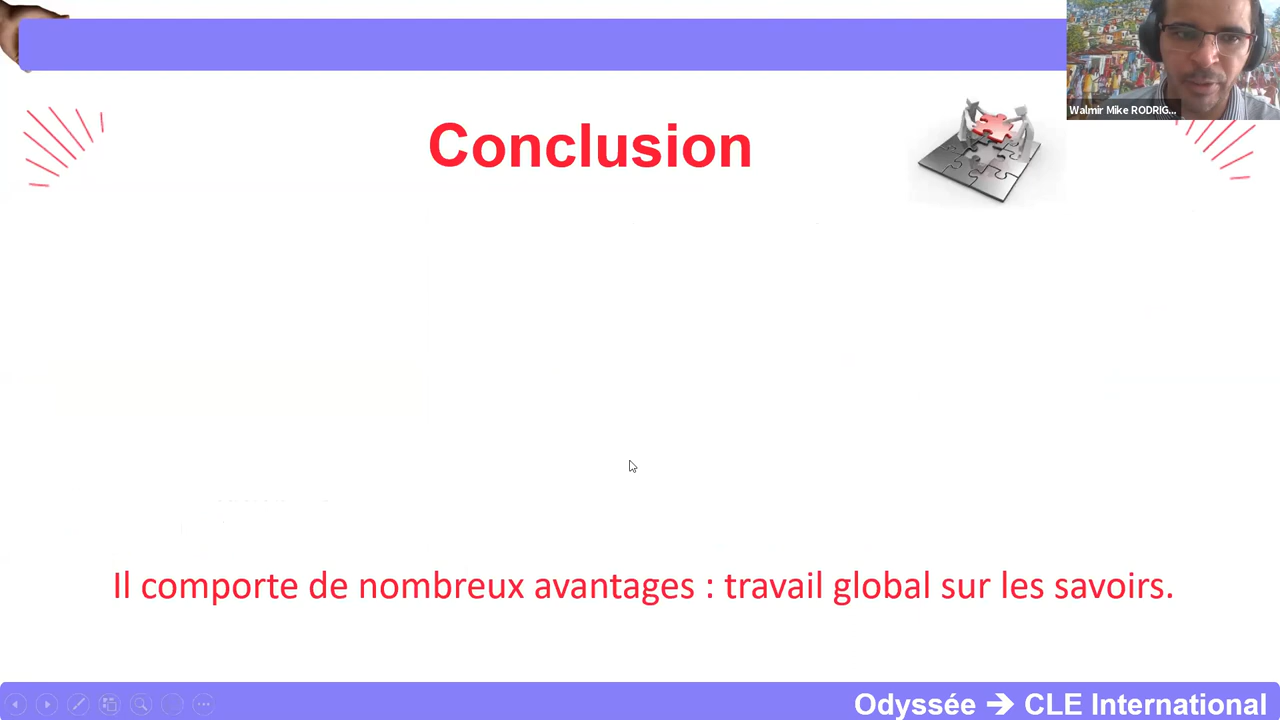 Walmir Mike RODRIG...
Conclusion
Il comporte de nombreux avantages : travail global sur les savoirs.
Odyssée ➔ CLE International